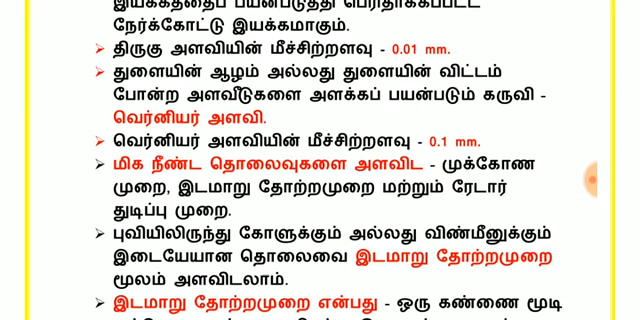 இயக்கத்தைப் பயன்படுத்தி பெரிதாக்கப்பட்ட
நேர்க்கோட்டு இயக்கமாகும்.
➤ திருகு அளவியின் மீச்சிற்றளவு - 0.01 mm.
➤ துளையின் ஆழம் அல்லது துளையின் விட்டம்
போன்ற அளவீடுகளை அளக்கப் பயன்படும் கருவி -
வெர்னியர் அளவி.
➤ வெர்னியர் அளவியின் மீச்சிற்றளவு - 0.1 mm.
➤ மிக நீண்ட தொலைவுகளை அளவிட - முக்கோண
முறை, இடமாறு தோற்றமுறை மற்றும் ரேடார்
துடிப்பு முறை.
➤ புவியிலிருந்து கோளுக்கும் அல்லது விண்மீனுக்கும்
இடையேயான தொலைவை இடமாறு தோற்றமுறை
மூலம் அளவிடலாம்.
➤ இடமாறு தோற்றமுறை என்பது - ஒரு கண்ணை மூடி